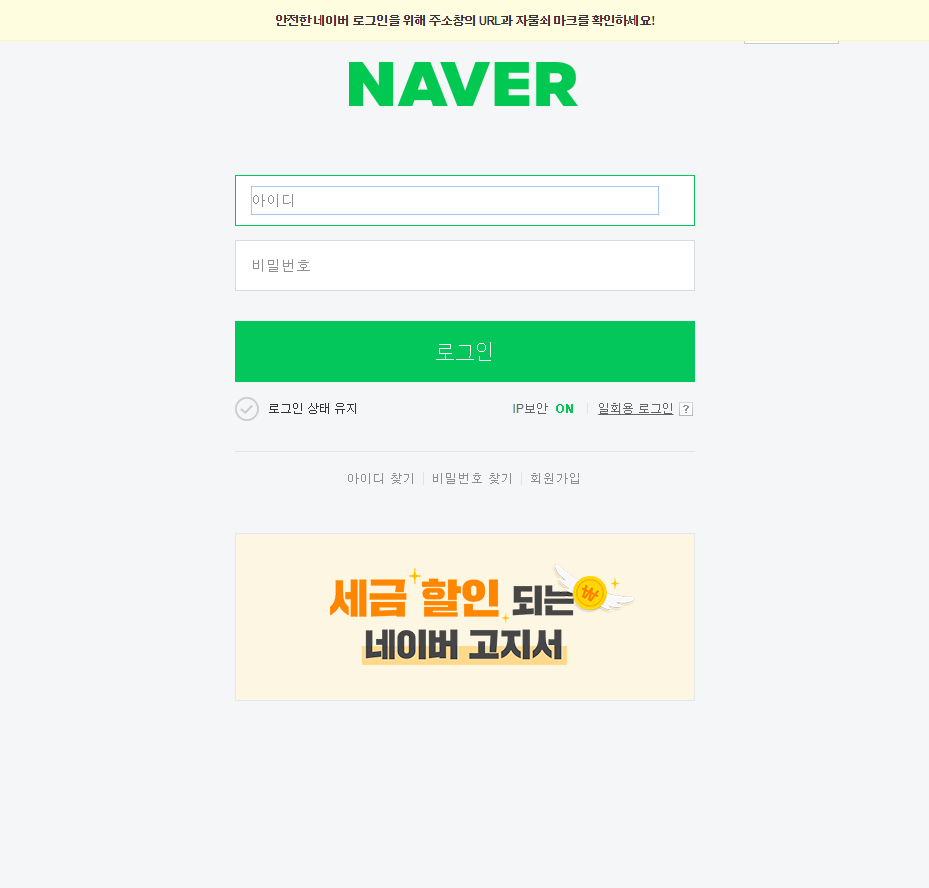 안전한 네이버 로그인을 위해 주소창의 URL과 자물쇠 마크를 확인하세요!
NAVER
아이디
비밀번호
로그인
로그인 상태 유지 IP보안 ON 일회용 로그인 ?
아이디 찾기 비밀번호 찾기 회원가입
세금 할인 되는 ₩
네이버 고지서